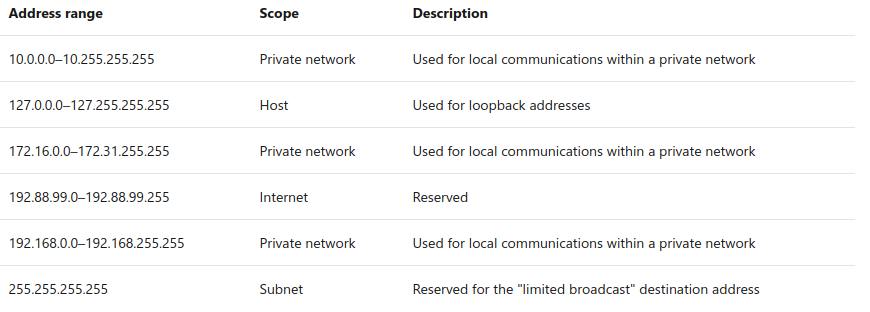 Address range Scope Description
10.0.0.0–10.255.255.255 Private network Used for local communications within a private network
127.0.0.0–127.255.255.255 Host Used for loopback addresses
172.16.0.0–172.31.255.255 Private network Used for local communications within a private network
192.88.99.0–192.88.99.255 Internet Reserved
192.168.0.0–192.168.255.255 Private network Used for local communications within a private network
255.255.255.255 Subnet Reserved for the "limited broadcast" destination address